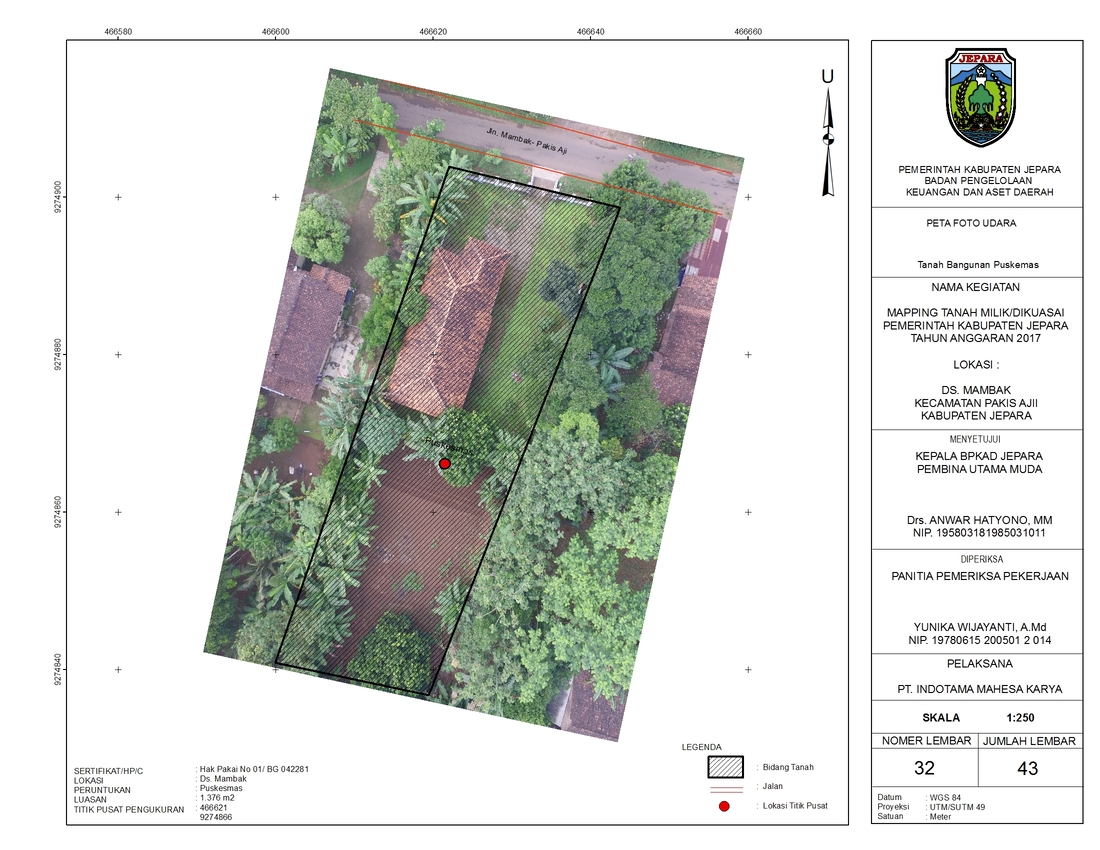 466580
466600
466620
466640
466660
9274900
9274880
9274860
9274840
U
Jln. Mambak- Pakis Aji
Puskesmas
LEGENDA
: Bidang Tanah
: Jalan
: Lokasi Titik Pusat
SERTIFIKAT/HP/C : Hak Pakai No 01/ BG 042281
LOKASI : Ds. Mambak
PERUNTUKAN : Puskesmas
LUASAN : 1.376 m2
TITIK PUSAT PENGUKURAN : 466621
9274866
JEPARA
PEMERINTAH KABUPATEN JEPARA
BADAN PENGELOLAAN
KEUANGAN DAN ASET DAERAH
PETA FOTO UDARA
Tanah Bangunan Puskemas
NAMA KEGIATAN
MAPPING TANAH MILIK/DIKUASAI
PEMERINTAH KABUPATEN JEPARA
TAHUN ANGGARAN 2017
LOKASI :
DS. MAMBAK
KECAMATAN PAKIS AJII
KABUPATEN JEPARA
MENYETUJUI
KEPALA BPKAD JEPARA
PEMBINA UTAMA MUDA
Drs. ANWAR HATYONO, MM
NIP. 195803181985031011
DIPERIKSA
PANITIA PEMERIKSA PEKERJAAN
YUNIKA WIJAYANTI, A.Md
NIP. 19780615 200501 2 014
PELAKSANA
PT. INDOTAMA MAHESA KARYA
SKALA 1:250
NOMER LEMBAR JUMLAH LEMBAR
32 43
Datum : WGS 84
Proyeksi : UTM/SUTM 49
Satuan : Meter